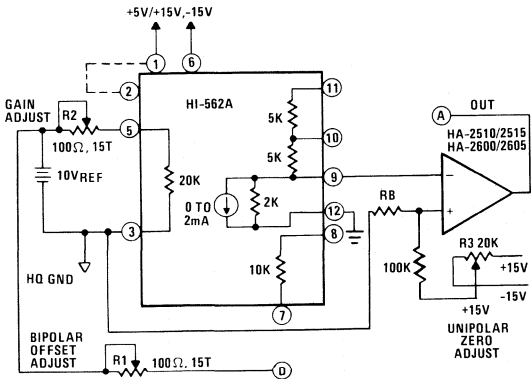 +5V/+15V,-15V
1
6
2
HI-562A
11
GAIN
ADJUST
R2
5
100Ω, 15T
5K
10
5K
A
OUT
HA-2510/2515
HA-2600/2605
10VREF
20K
9
−
0 TO
2mA
2K
RB
+
12
3
8
HQ GND
10K
7
100K
R3 20K
+15V
-15V
+15V
UNIPOLAR
ZERO
ADJUST
BIPOLAR
OFFSET
ADJUST
R1
100Ω, 15T
D